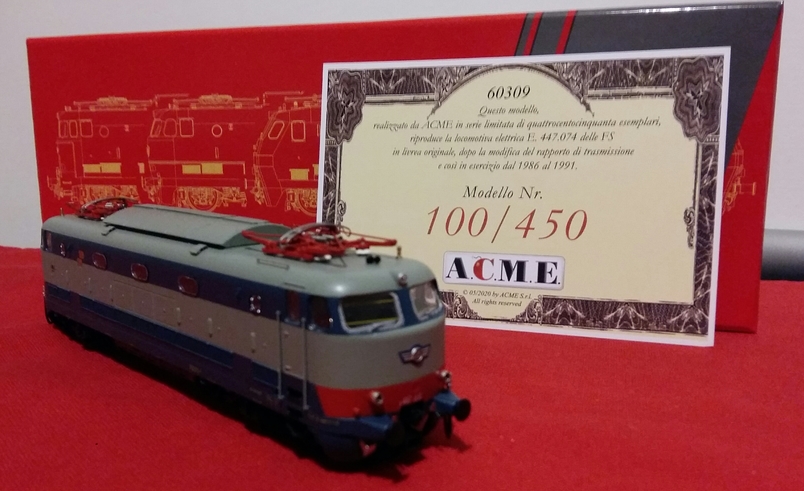 60309
Questo modello,
realizzato da ACME in serie limitata di quattrocentocinquanta esemplari,
riproduce la locomotiva elettrica E. 447.074 delle FS
in livrea originale, dopo la modifica del rapporto di trasmissione
e così in esercizio dal 1986 al 1991.
Modello Nr.
100/450
A.C.M.E.
© 03/2020 by ACME S.r.l.
All rights reserved